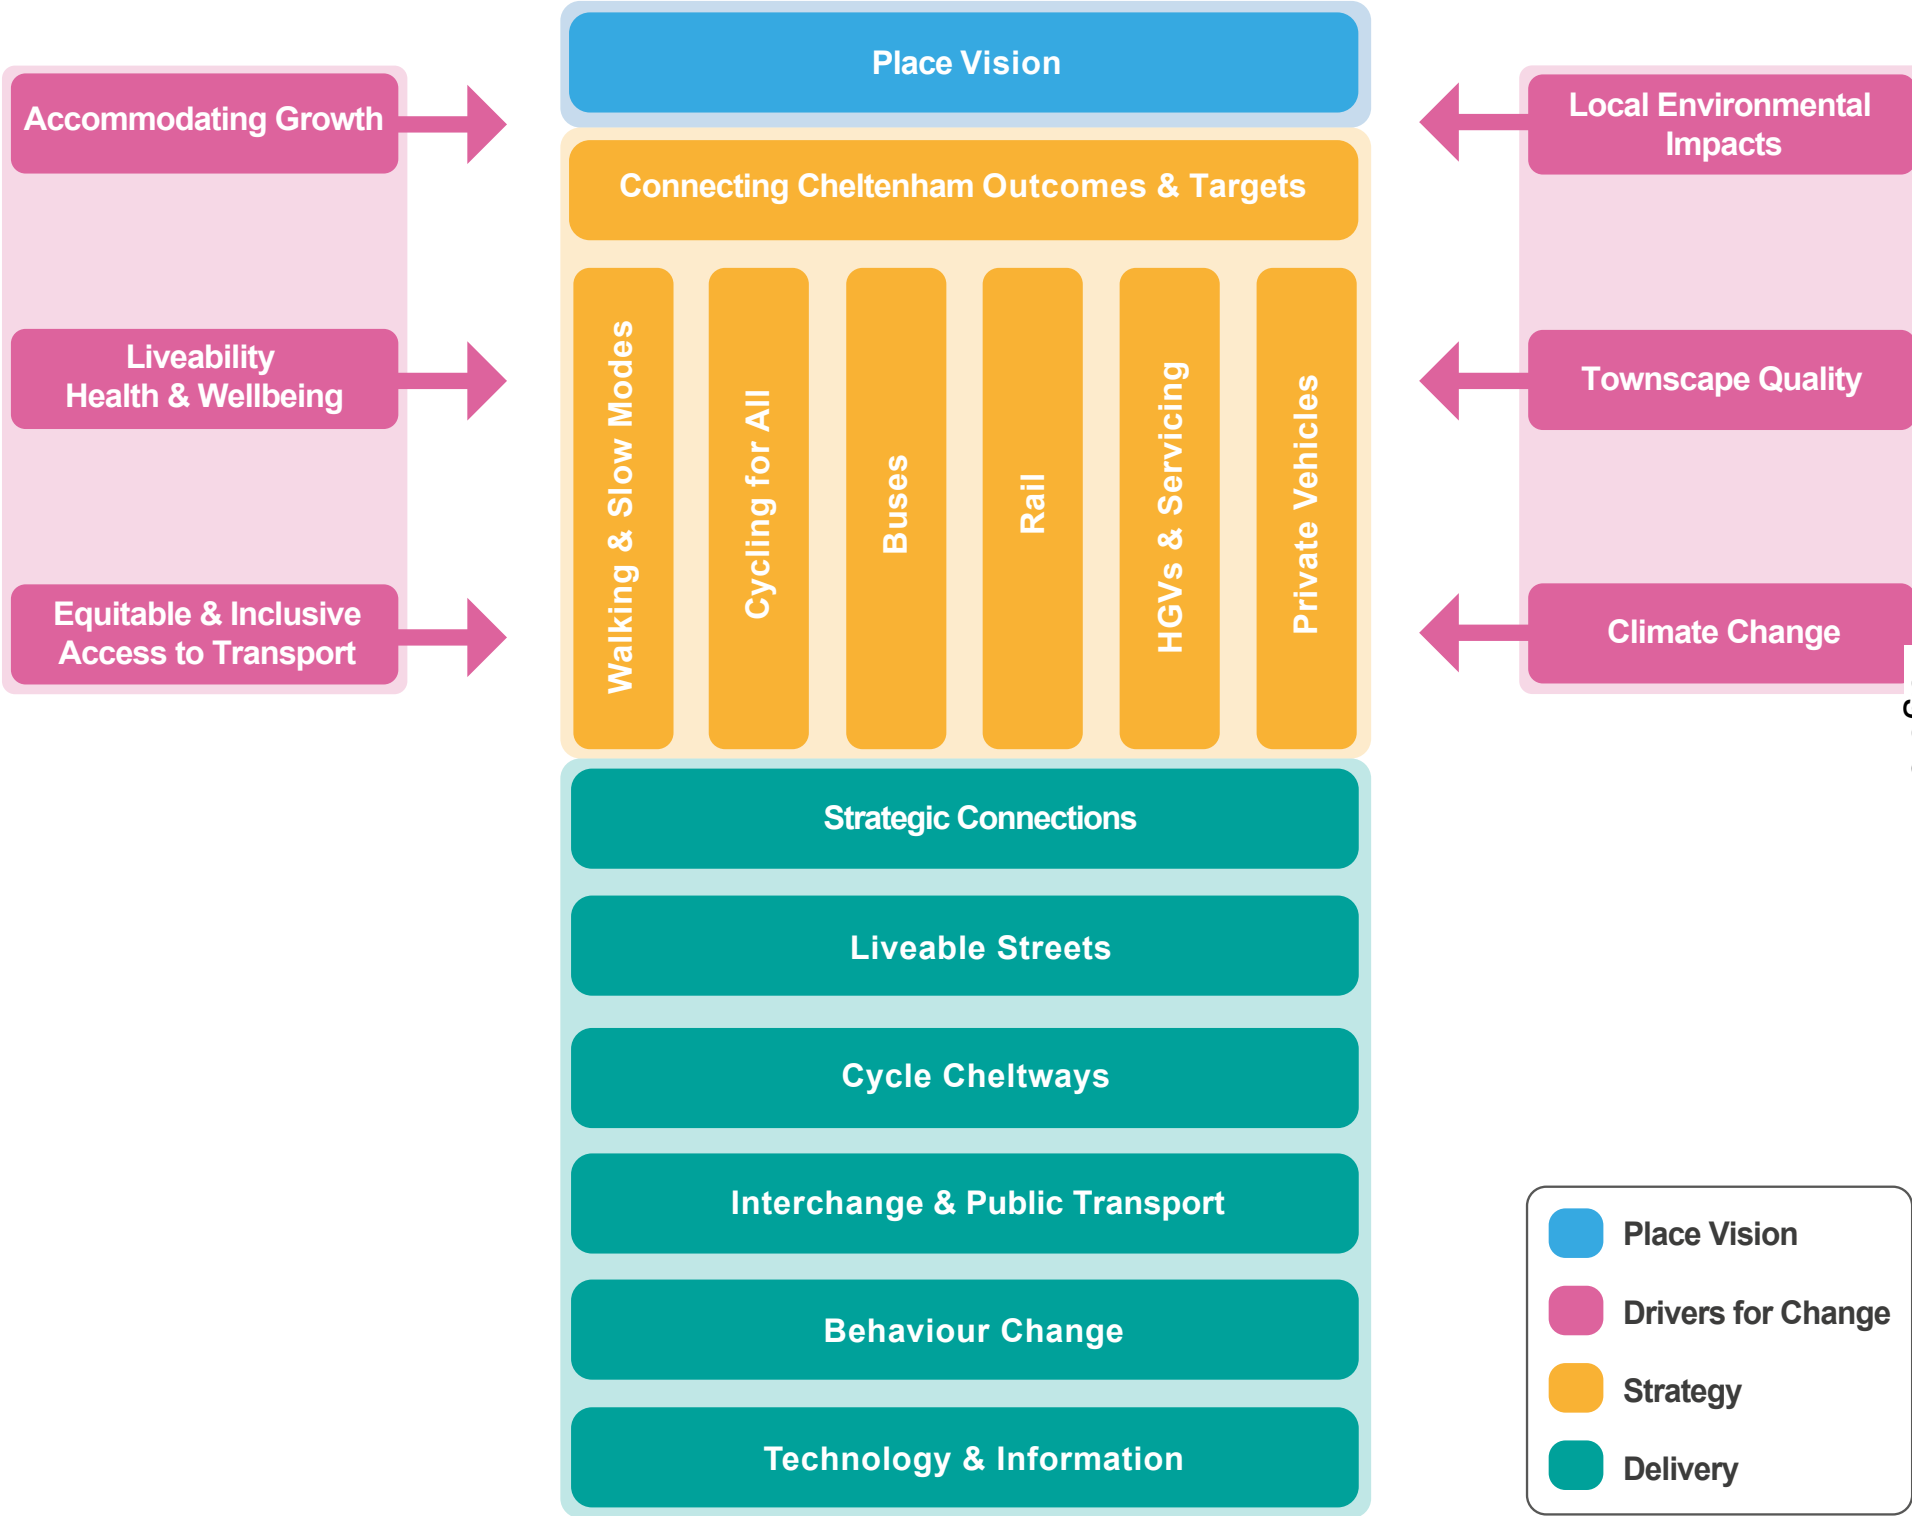 Place Vision
Accommodating Growth
Local Environmental
Impacts
Connecting Cheltenham Outcomes & Targets
Liveability
Health & Wellbeing
Townscape Quality
Equitable & Inclusive
Access to Transport
Climate Change
Walking & Slow Modes
Cycling for All
Buses
Rail
HGVs & Servicing
Private Vehicles
Strategic Connections
Liveable Streets
Cycle Cheltways
Interchange & Public Transport
Behaviour Change
Technology & Information
Place Vision
Drivers for Change
Strategy
Delivery